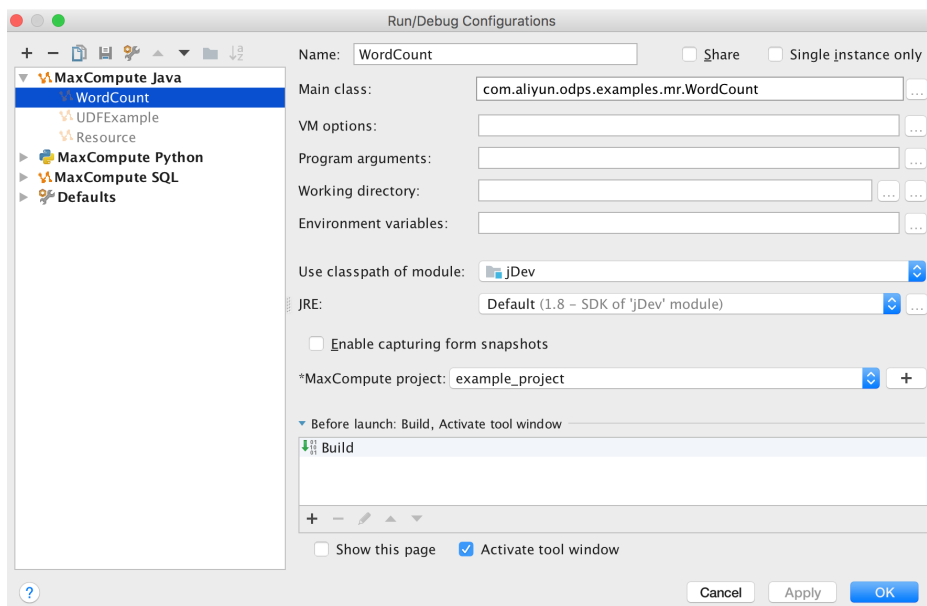 Run/Debug Configurations
MaxCompute Java
WordCount
UDFExample
Resource
MaxCompute Python
MaxCompute SQL
Defaults
Name: WordCount Share Single instance only
Main class: com.aliyun.odps.examples.mr.WordCount ...
VM options: ...
Program arguments: ...
Working directory: ... ...
Environment variables: ...
Use classpath of module: jDev
JRE: Default (1.8 – SDK of 'jDev' module) ...
Enable capturing form snapshots
*MaxCompute project: example_project +
Before launch: Build, Activate tool window
Build
Show this page Activate tool window
? Cancel Apply OK